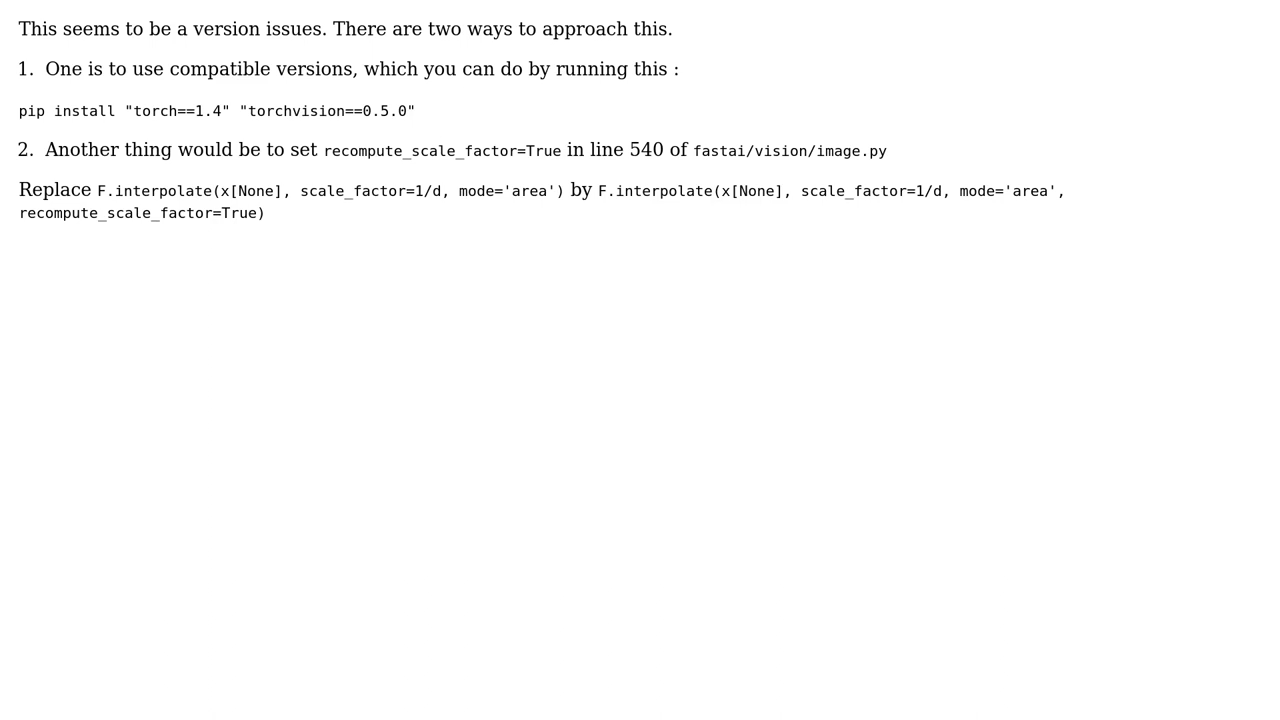 This seems to be a version issues. There are two ways to approach this.
1. One is to use compatible versions, which you can do by running this :
pip install "torch==1.4" "torchvision==0.5.0"
2. Another thing would be to set recompute_scale_factor=True in line 540 of fastai/vision/image.py
Replace F.interpolate(x[None], scale_factor=1/d, mode='area') by F.interpolate(x[None], scale_factor=1/d, mode='area',
recompute_scale_factor=True)